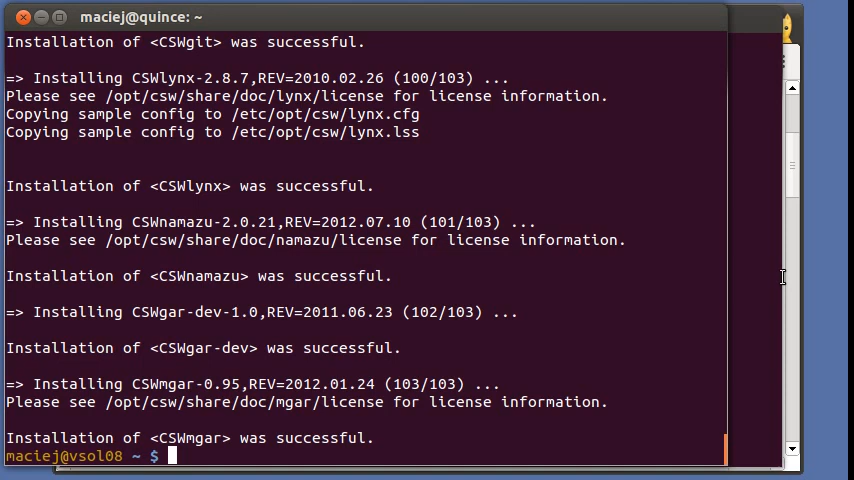 maciej@quince: ~
Installation of <CSWgit> was successful.
=> Installing CSWlynx-2.8.7,REV=2010.02.26 (100/103) ...
Please see /opt/csw/share/doc/lynx/license for license information.
Copying sample config to /etc/opt/csw/lynx.cfg
Copying sample config to /etc/opt/csw/lynx.lss
Installation of <CSWlynx> was successful.
=> Installing CSWnamazu-2.0.21,REV=2012.07.10 (101/103) ...
Please see /opt/csw/share/doc/namazu/license for license information.
Installation of <CSWnamazu> was successful.
=> Installing CSWgar-dev-1.0,REV=2011.06.23 (102/103) ...
Installation of <CSWgar-dev> was successful.
=> Installing CSWmgar-0.95,REV=2012.01.24 (103/103) ...
Please see /opt/csw/share/doc/mgar/license for license information.
Installation of <CSWmgar> was successful.
maciej@vsol08 ~ $